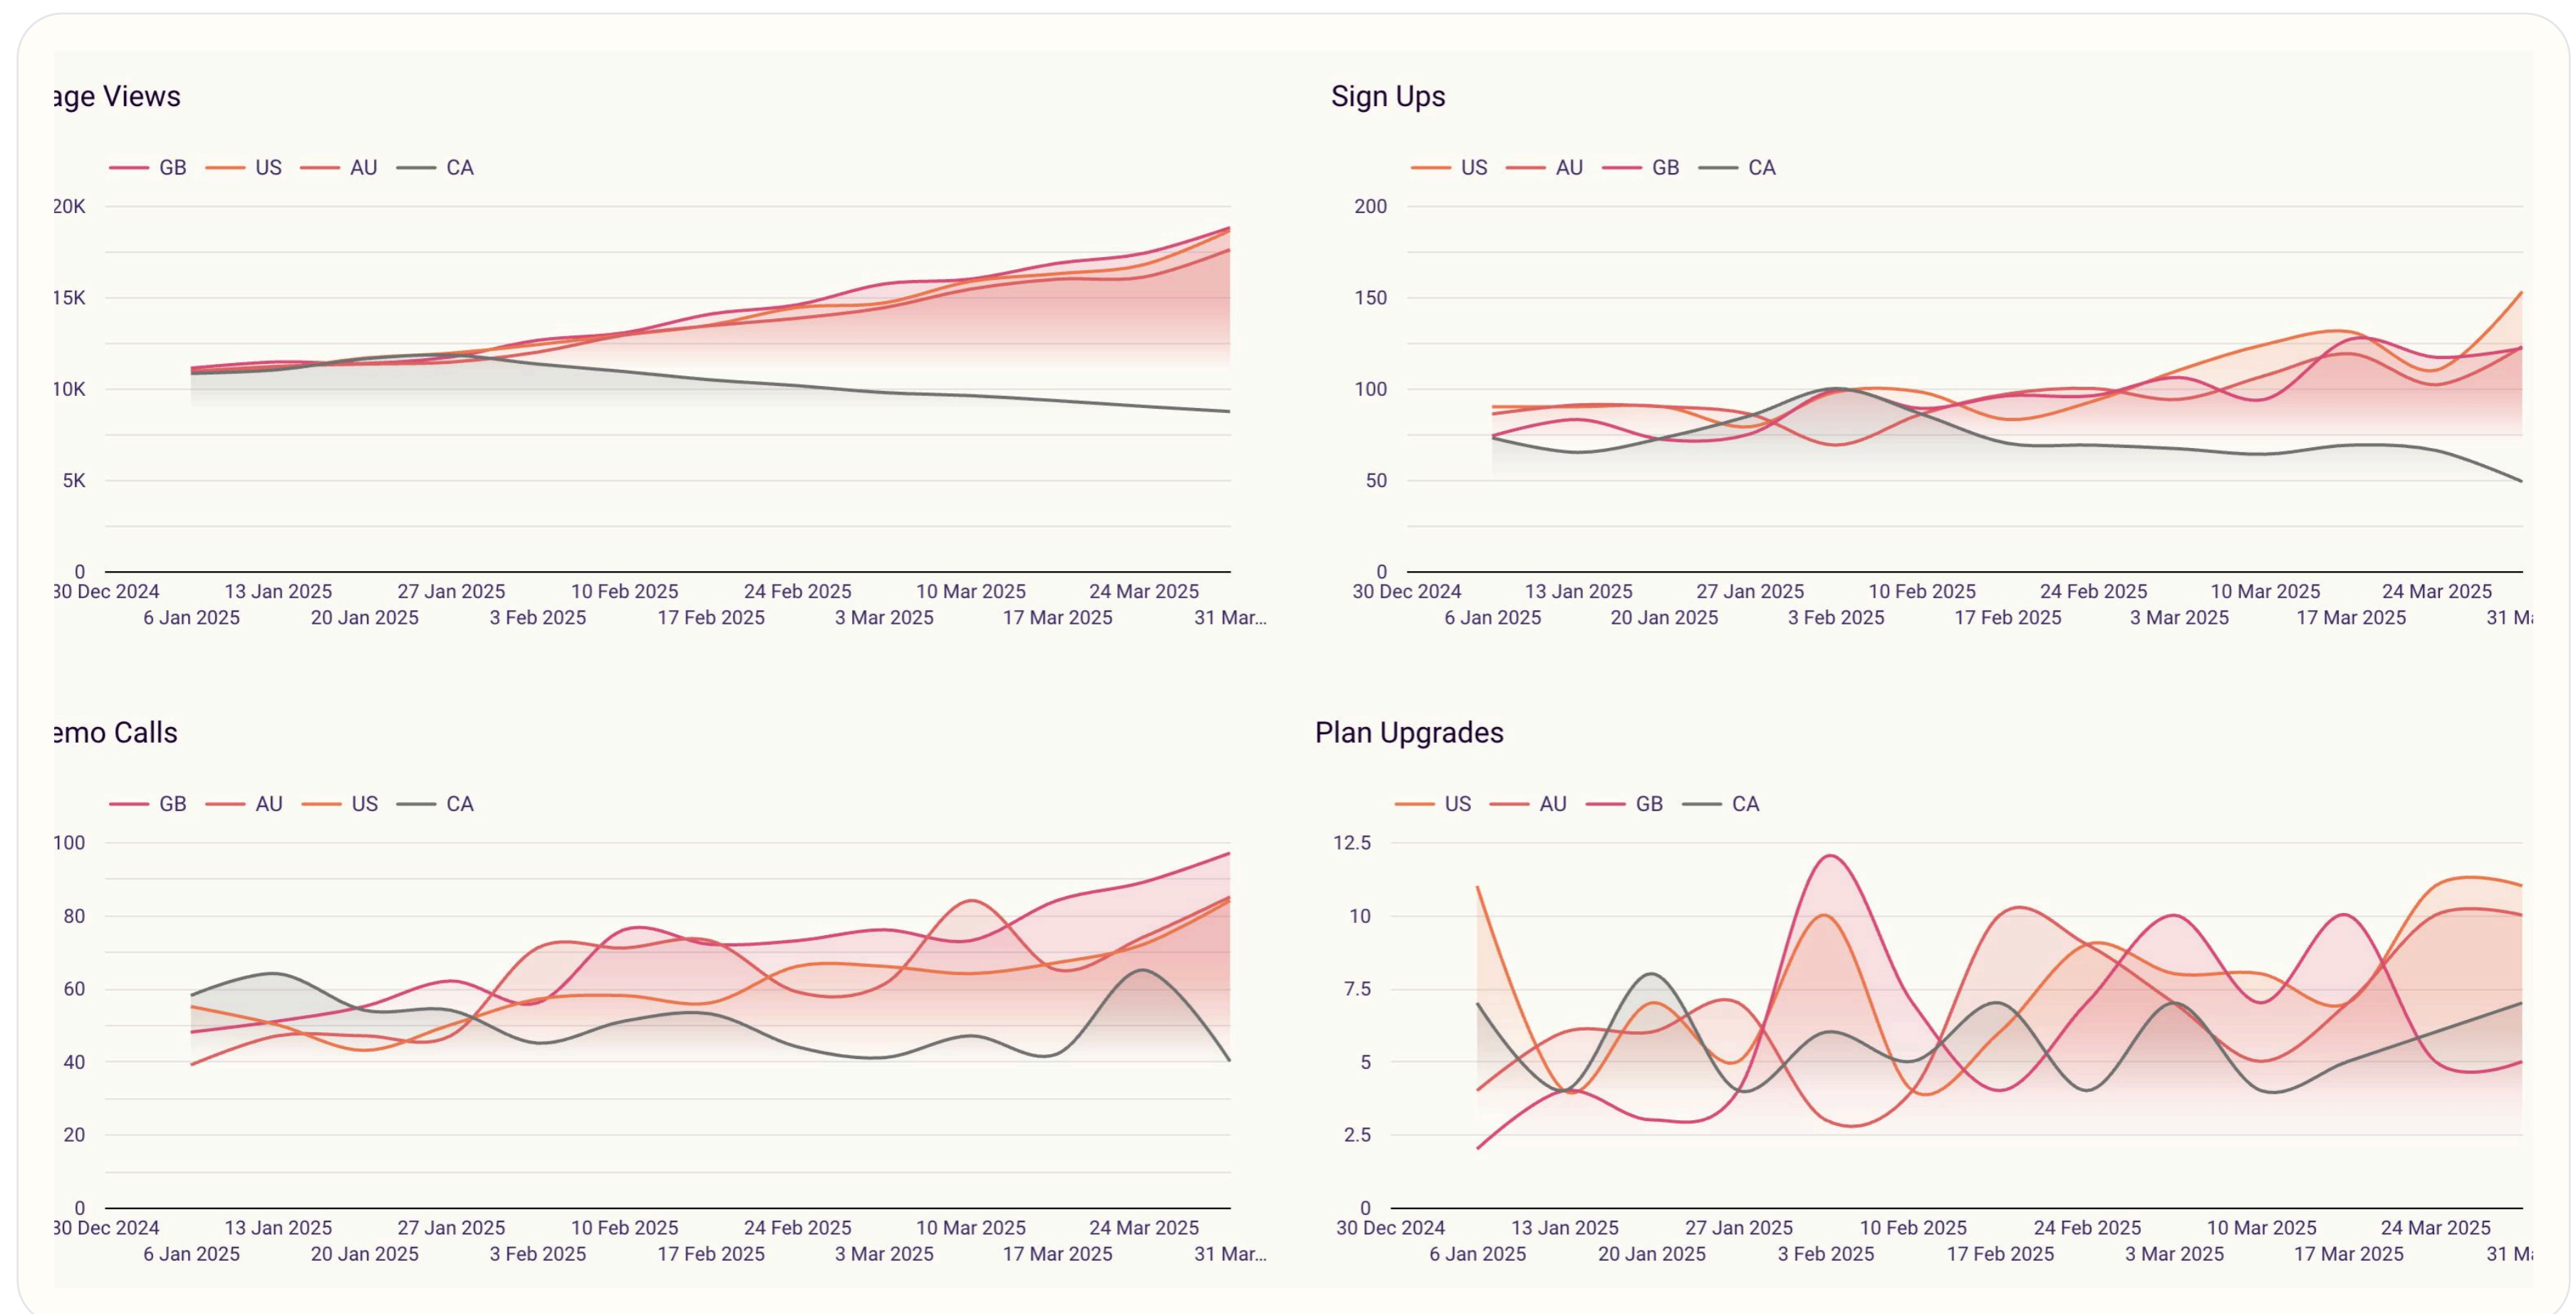 age Views
GB US AU CA
20K
15K
10K
5K
0
30 Dec 2024 13 Jan 2025 27 Jan 2025 10 Feb 2025 24 Feb 2025 10 Mar 2025 24 Mar 2025
6 Jan 2025 20 Jan 2025 3 Feb 2025 17 Feb 2025 3 Mar 2025 17 Mar 2025 31 Mar...
Sign Ups
US AU GB CA
200
150
100
50
0
30 Dec 2024 13 Jan 2025 27 Jan 2025 10 Feb 2025 24 Feb 2025 10 Mar 2025 24 Mar 2025
6 Jan 2025 20 Jan 2025 3 Feb 2025 17 Feb 2025 3 Mar 2025 17 Mar 2025 31 Ma
emo Calls
GB AU US CA
100
80
60
40
20
0
30 Dec 2024 13 Jan 2025 27 Jan 2025 10 Feb 2025 24 Feb 2025 10 Mar 2025 24 Mar 2025
6 Jan 2025 20 Jan 2025 3 Feb 2025 17 Feb 2025 3 Mar 2025 17 Mar 2025 31 Mar...
Plan Upgrades
US AU GB CA
12.5
10
7.5
5
2.5
0
30 Dec 2024 13 Jan 2025 27 Jan 2025 10 Feb 2025 24 Feb 2025 10 Mar 2025 24 Mar 2025
6 Jan 2025 20 Jan 2025 3 Feb 2025 17 Feb 2025 3 Mar 2025 17 Mar 2025 31 Ma